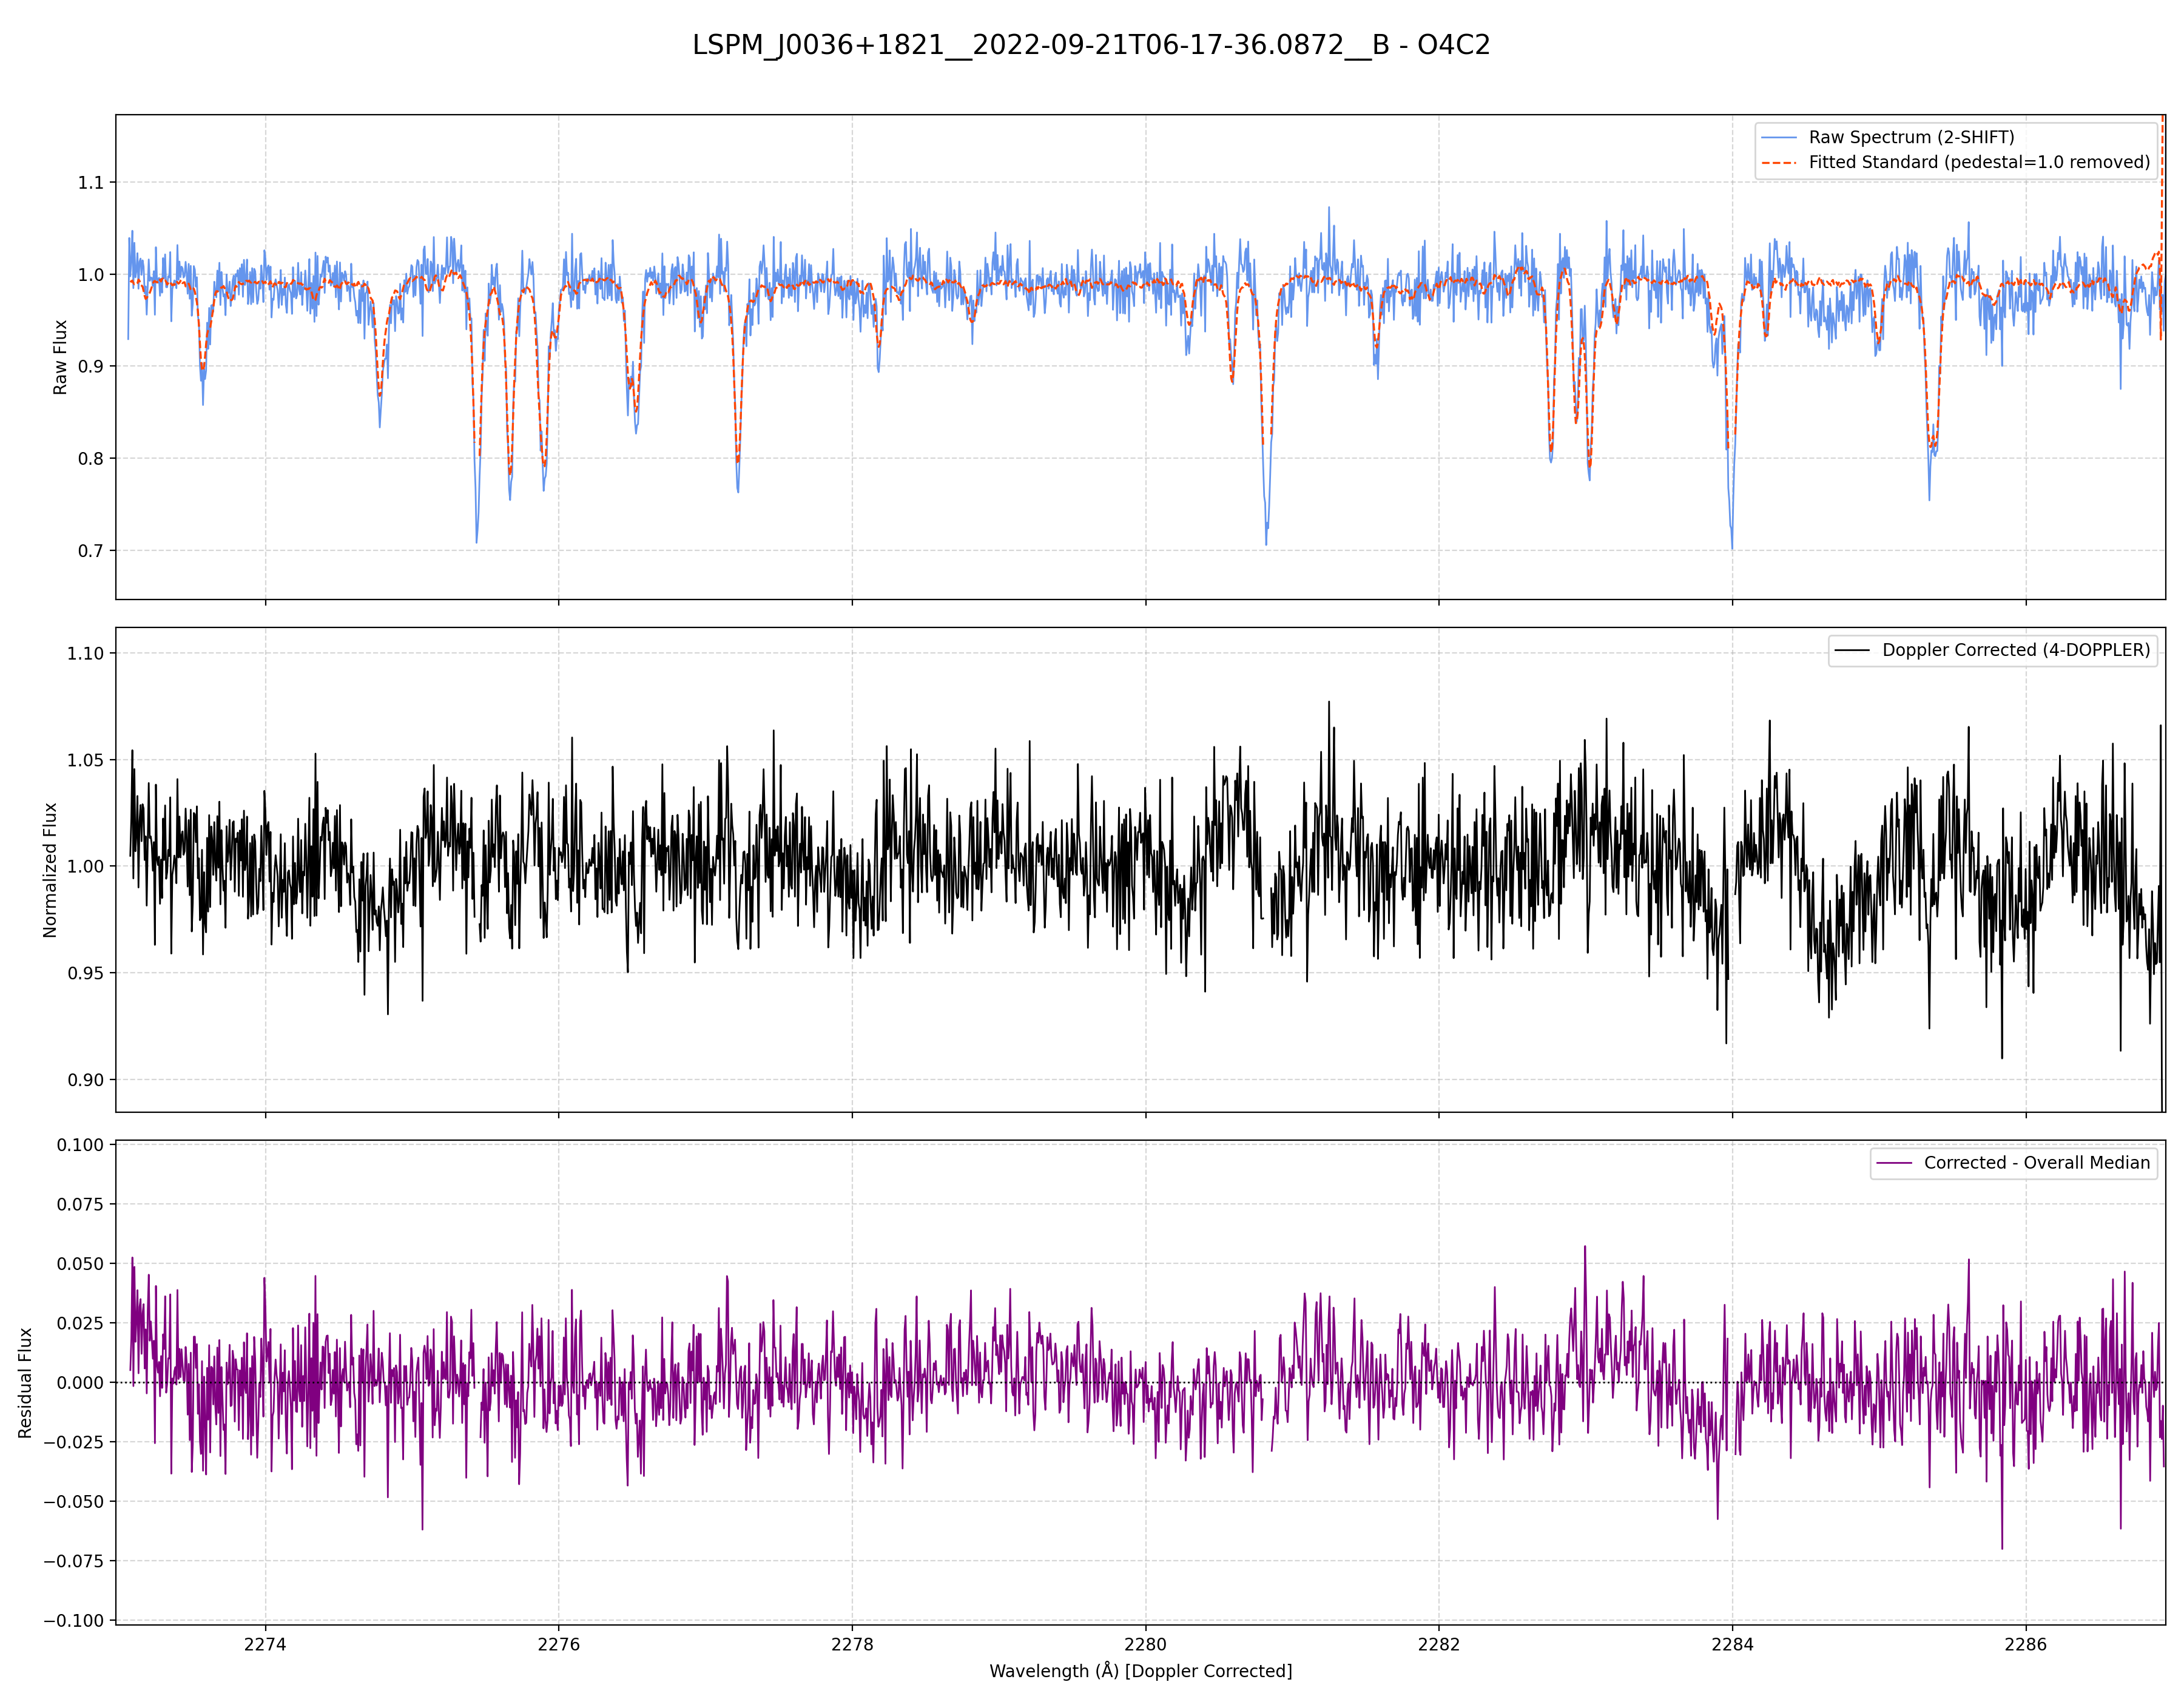 LSPM_J0036+1821__2022-09-21T06-17-36.0872__B - O4C2
Raw Spectrum (2-SHIFT)
Fitted Standard (pedestal=1.0 removed)
1.1
1.0
0.9
0.8
0.7
Raw Flux
Doppler Corrected (4-DOPPLER)
1.10
1.05
1.00
0.95
0.90
Normalized Flux
Corrected - Overall Median
0.100
0.075
0.050
0.025
0.000
−0.025
−0.050
−0.075
−0.100
Residual Flux
2274 2276 2278 2280 2282 2284 2286
Wavelength (Å) [Doppler Corrected]